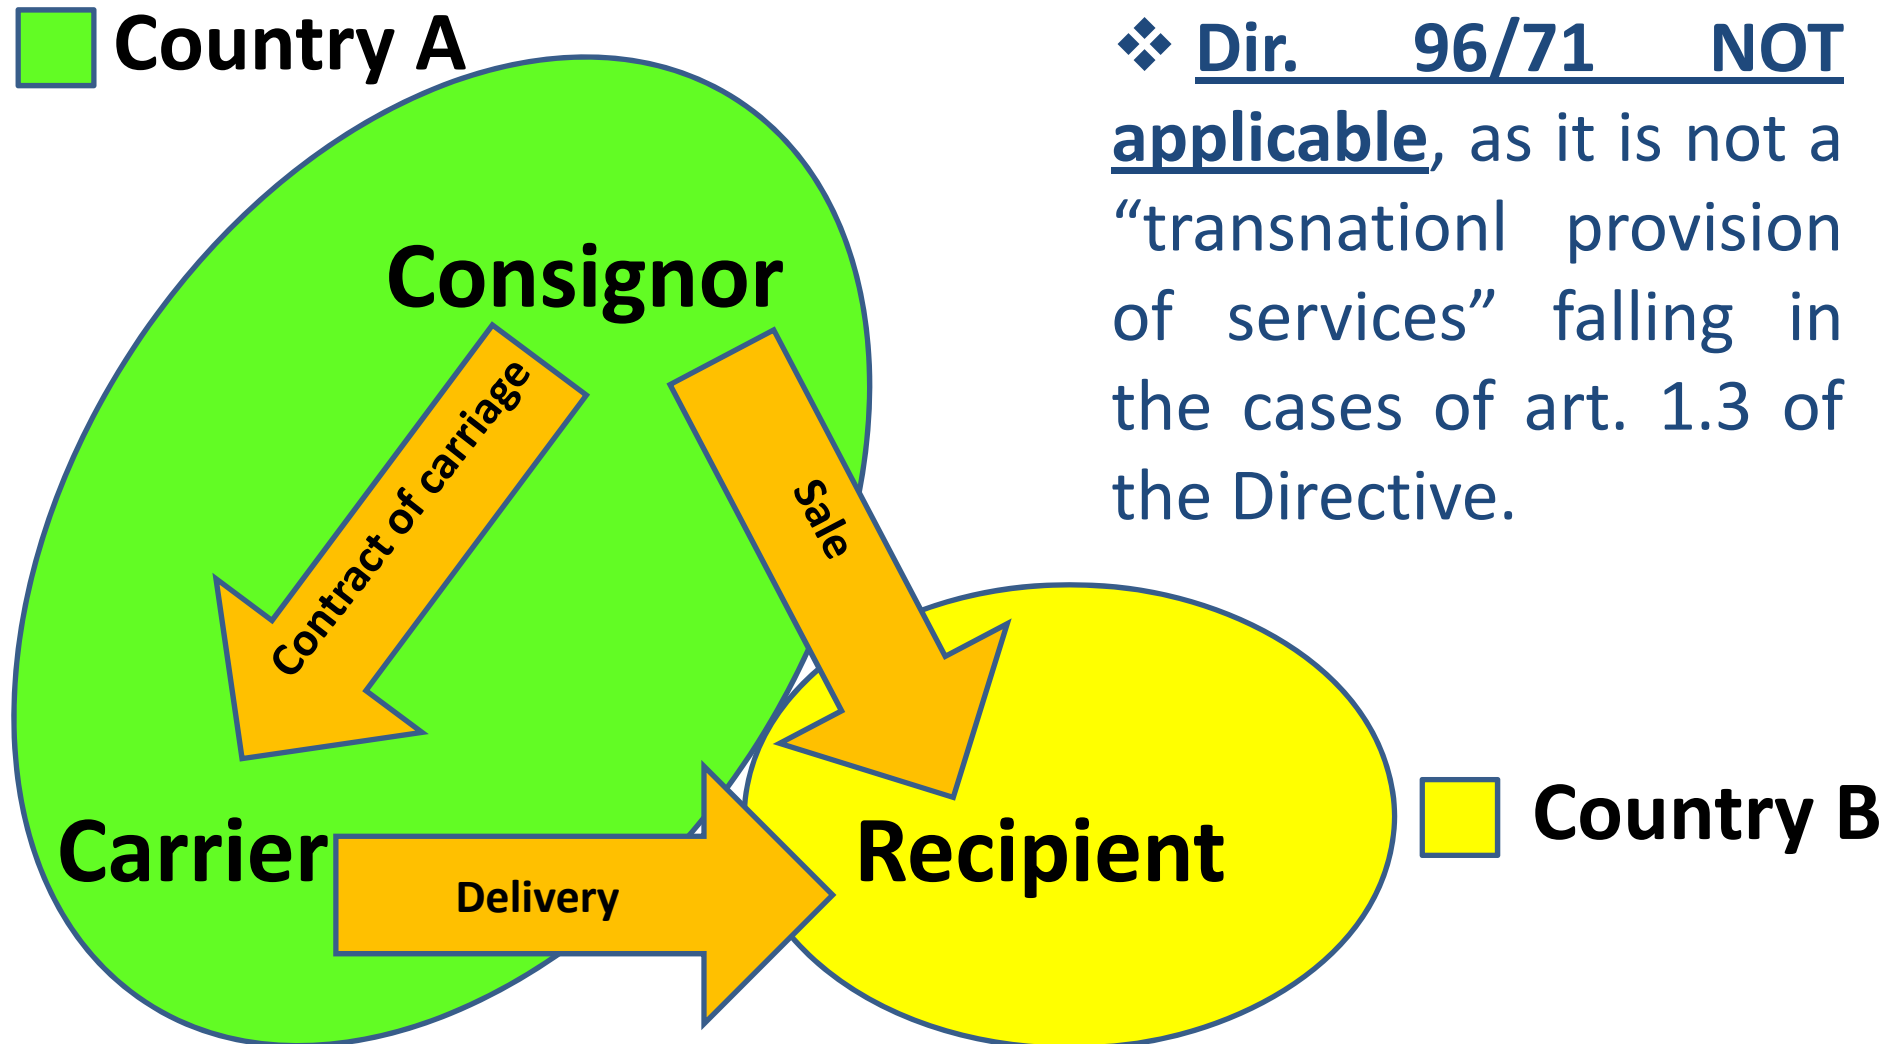 Country A
❖ Dir. 96/71 NOT
applicable, as it is not a
“transnationl provision
of services” falling in
the cases of art. 1.3 of
the Directive.
Consignor
Contract of carriage
Sale
Carrier
Delivery
Recipient
Country B